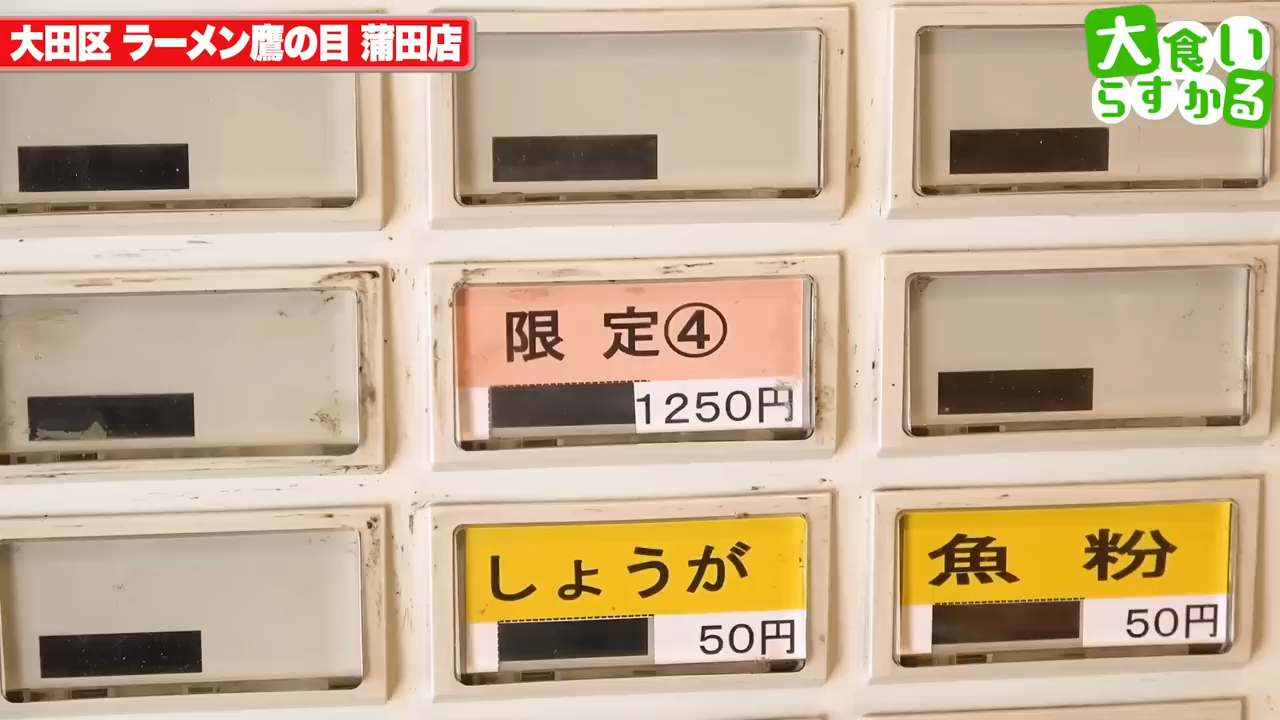 大田区 ラーメン鷹の目 蒲田店
大食い
らすかる
限定④
1250円
しょうが
50円
魚粉
50円